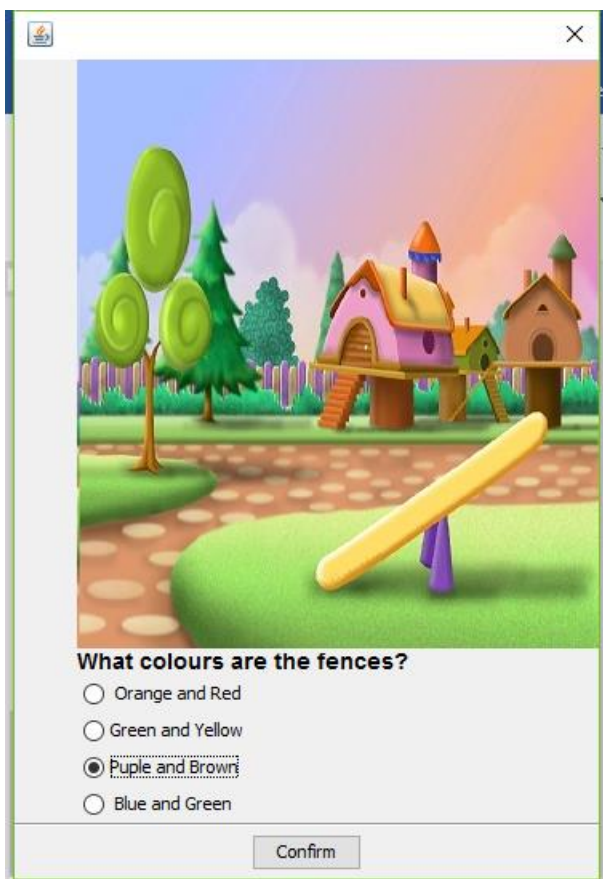 What colours are the fences?
Orange and Red
Green and Yellow
Puple and Brown
Blue and Green
Confirm